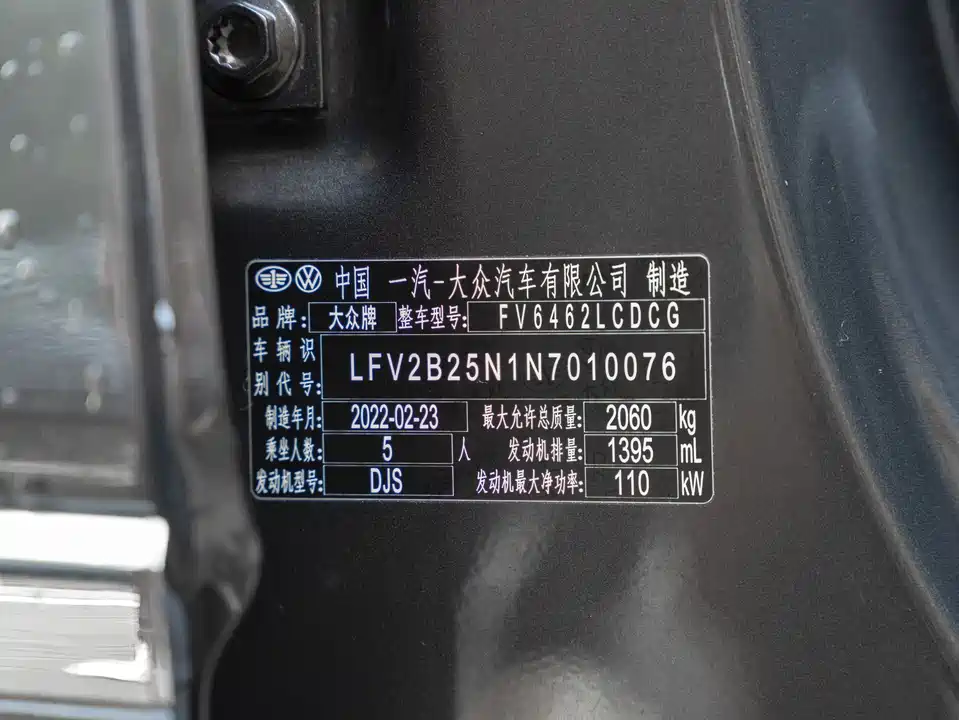 中国 一汽-大众汽车有限公司 制造
品牌: 大众牌 整车型号: FV6462LCDCG
车辆识别代号: LFV2B25N1N7010076
制造年月: 2022-02-23 最大允许总质量: 2060 kg
乘坐人数: 5 人 发动机排量: 1395 mL
发动机型号: DJS 发动机最大净功率: 110 kW